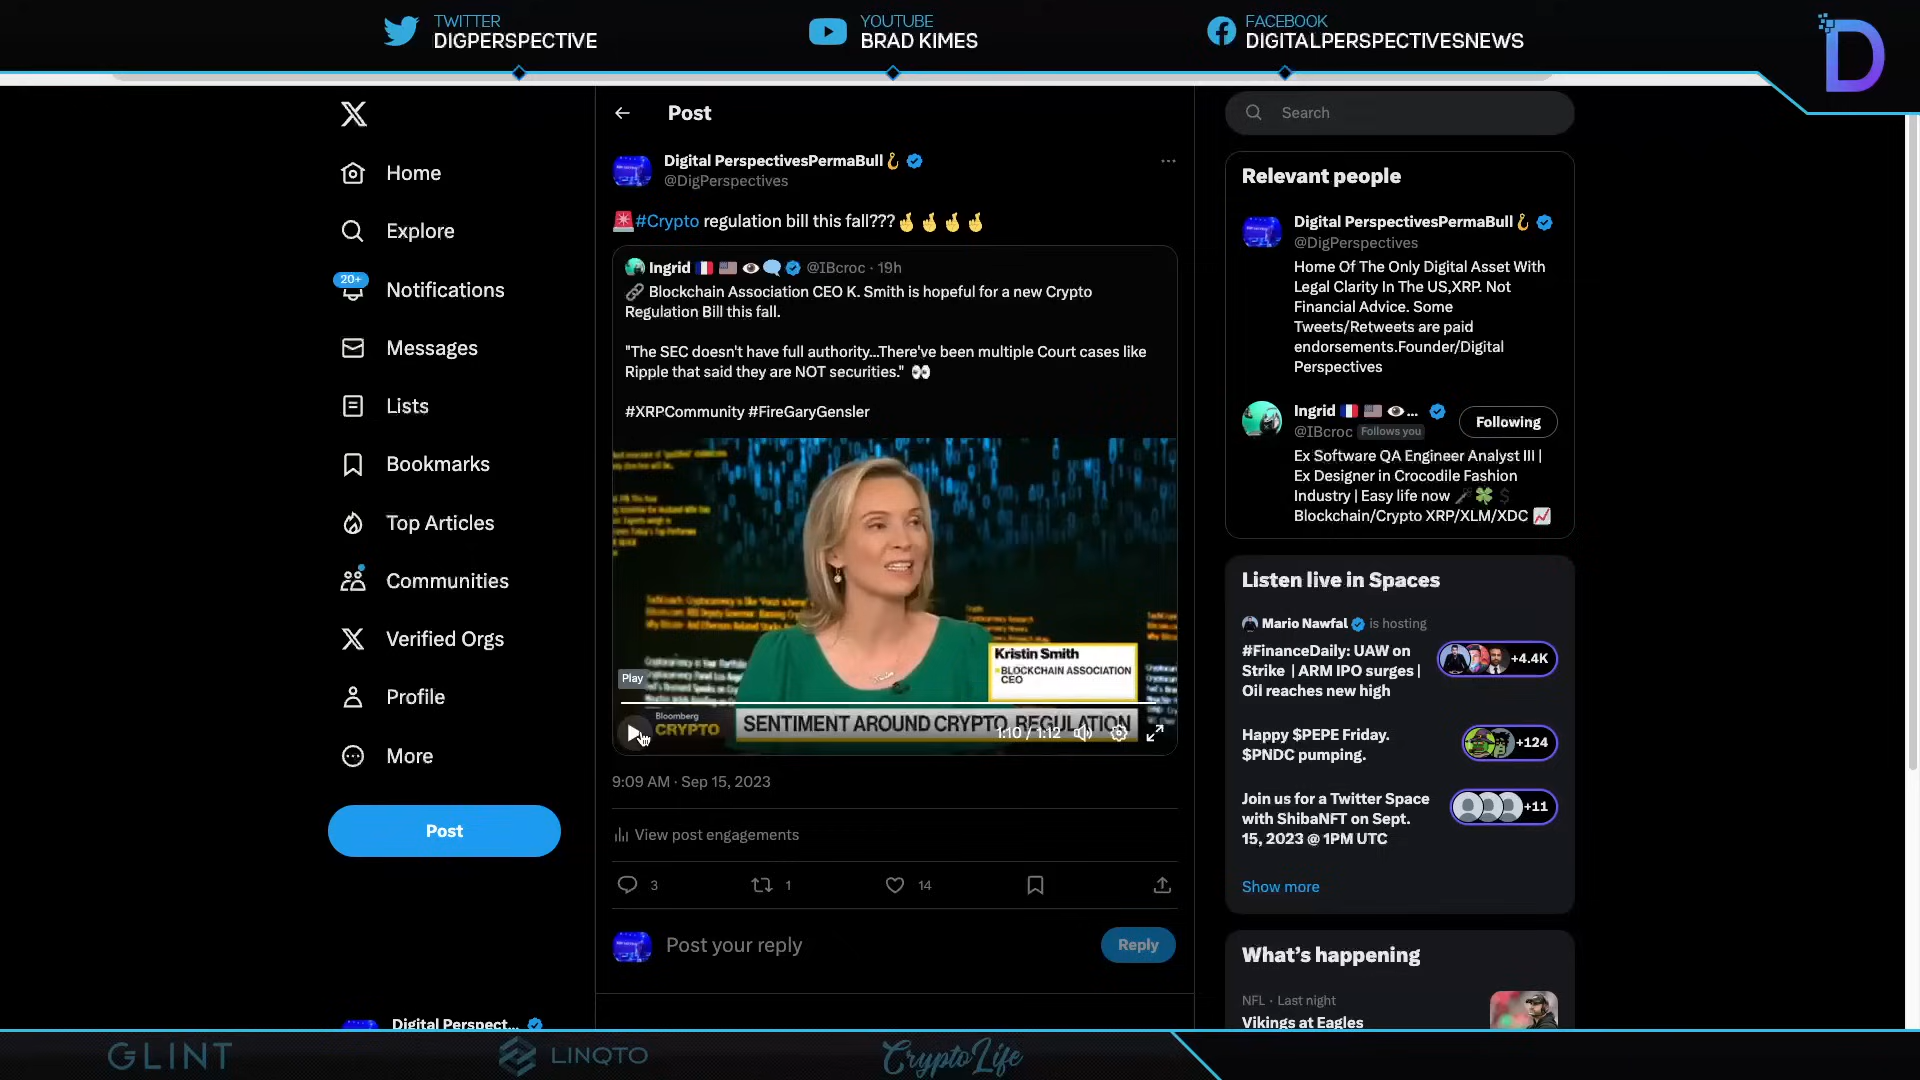 TWITTER
DIGPERSPECTIVE
YOUTUBE
BRAD KIMES
FACEBOOK
DIGITALPERSPECTIVESNEWS
D
Home
Explore
20+
Notifications
Messages
Lists
Bookmarks
Top Articles
Communities
Verified Orgs
Profile
More
Post
Digital Perspect...
Post
Digital PerspectivesPermaBull🪝
@DigPerspectives
🚨#Crypto regulation bill this fall???🤞🤞🤞🤞
Ingrid 🇫🇷 🇺🇸 👁️🗨️ @IBcroc · 19h
🔗 Blockchain Association CEO K. Smith is hopeful for a new Crypto
Regulation Bill this fall.
"The SEC doesn't have full authority...There've been multiple Court cases like
Ripple that said they are NOT securities." 👀
#XRPCommunity #FireGaryGensler
Kristin Smith
BLOCKCHAIN ASSOCIATION
CEO
Play
Bloomberg
CRYPTO
SENTIMENT AROUND CRYPTO REGULATION
1:10 / 1:12
9:09 AM · Sep 15, 2023
View post engagements
3
1
14
Post your reply
Reply
Search
Relevant people
Digital PerspectivesPermaBull🪝
@DigPerspectives
Home Of The Only Digital Asset With
Legal Clarity In The US,XRP. Not
Financial Advice. Some
Tweets/Retweets are paid
endorsements.Founder/Digital
Perspectives
Ingrid 🇫🇷 🇺🇸 👁️...
@IBcroc Follows you
Following
Ex Software QA Engineer Analyst III |
Ex Designer in Crocodile Fashion
Industry | Easy life now 🍀 $
Blockchain/Crypto XRP/XLM/XDC 📈
Listen live in Spaces
Mario Nawfal is hosting
#FinanceDaily: UAW on
Strike | ARM IPO surges |
Oil reaches new high
+4.4K
Happy $PEPE Friday.
$PNDC pumping.
+124
Join us for a Twitter Space
with ShibaNFT on Sept.
15, 2023 @ 1PM UTC
+11
Show more
What's happening
NFL · Last night
Vikings at Eagles
GLINT
LINQTO
CryptoLife